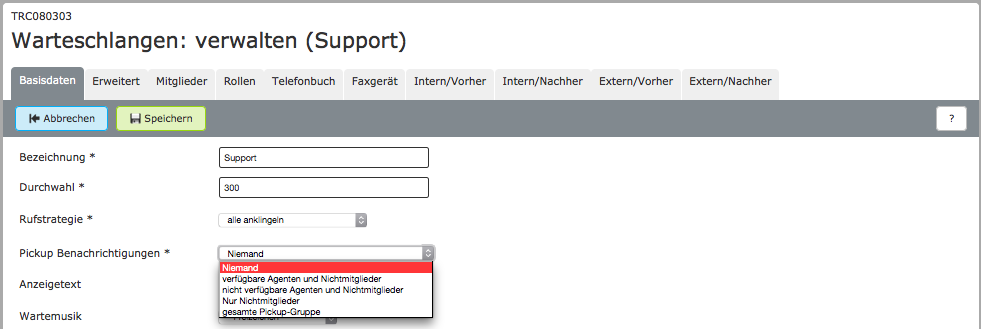 TRC080303
Warteschlangen: verwalten (Support)
Basisdaten Erweitert Mitglieder Rollen Telefonbuch Faxgerät Intern/Vorher Intern/Nachher Extern/Vorher Extern/Nachher
Abbrechen Speichern ?
Bezeichnung * Support
Durchwahl * 300
Rufstrategie * alle anklingeln
Pickup Benachrichtigungen * Niemand
Niemand
verfügbare Agenten und Nichtmitglieder
Anzeigetext
nicht verfügbare Agenten und Nichtmitglieder
Nur Nichtmitglieder
gesamte Pickup-Gruppe
Wartemusik